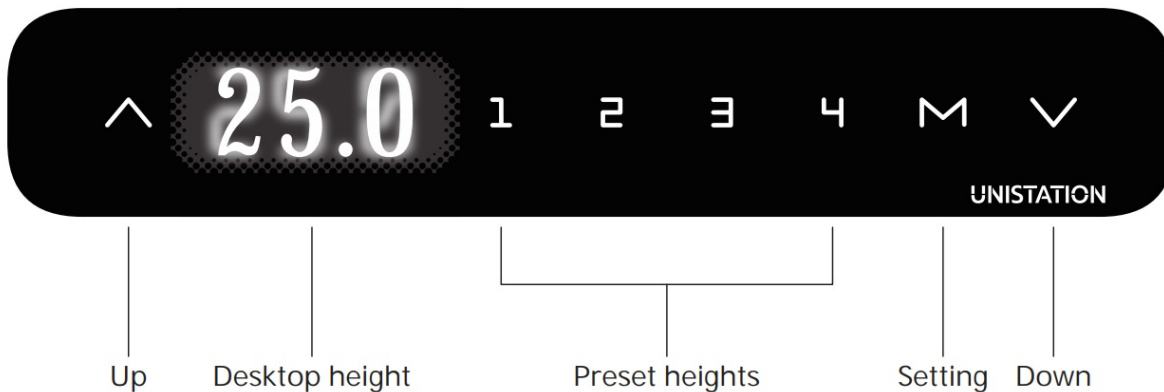 25.0 1 2 3 4 M
UNISTATION
Up Desktop height Preset heights Setting Down